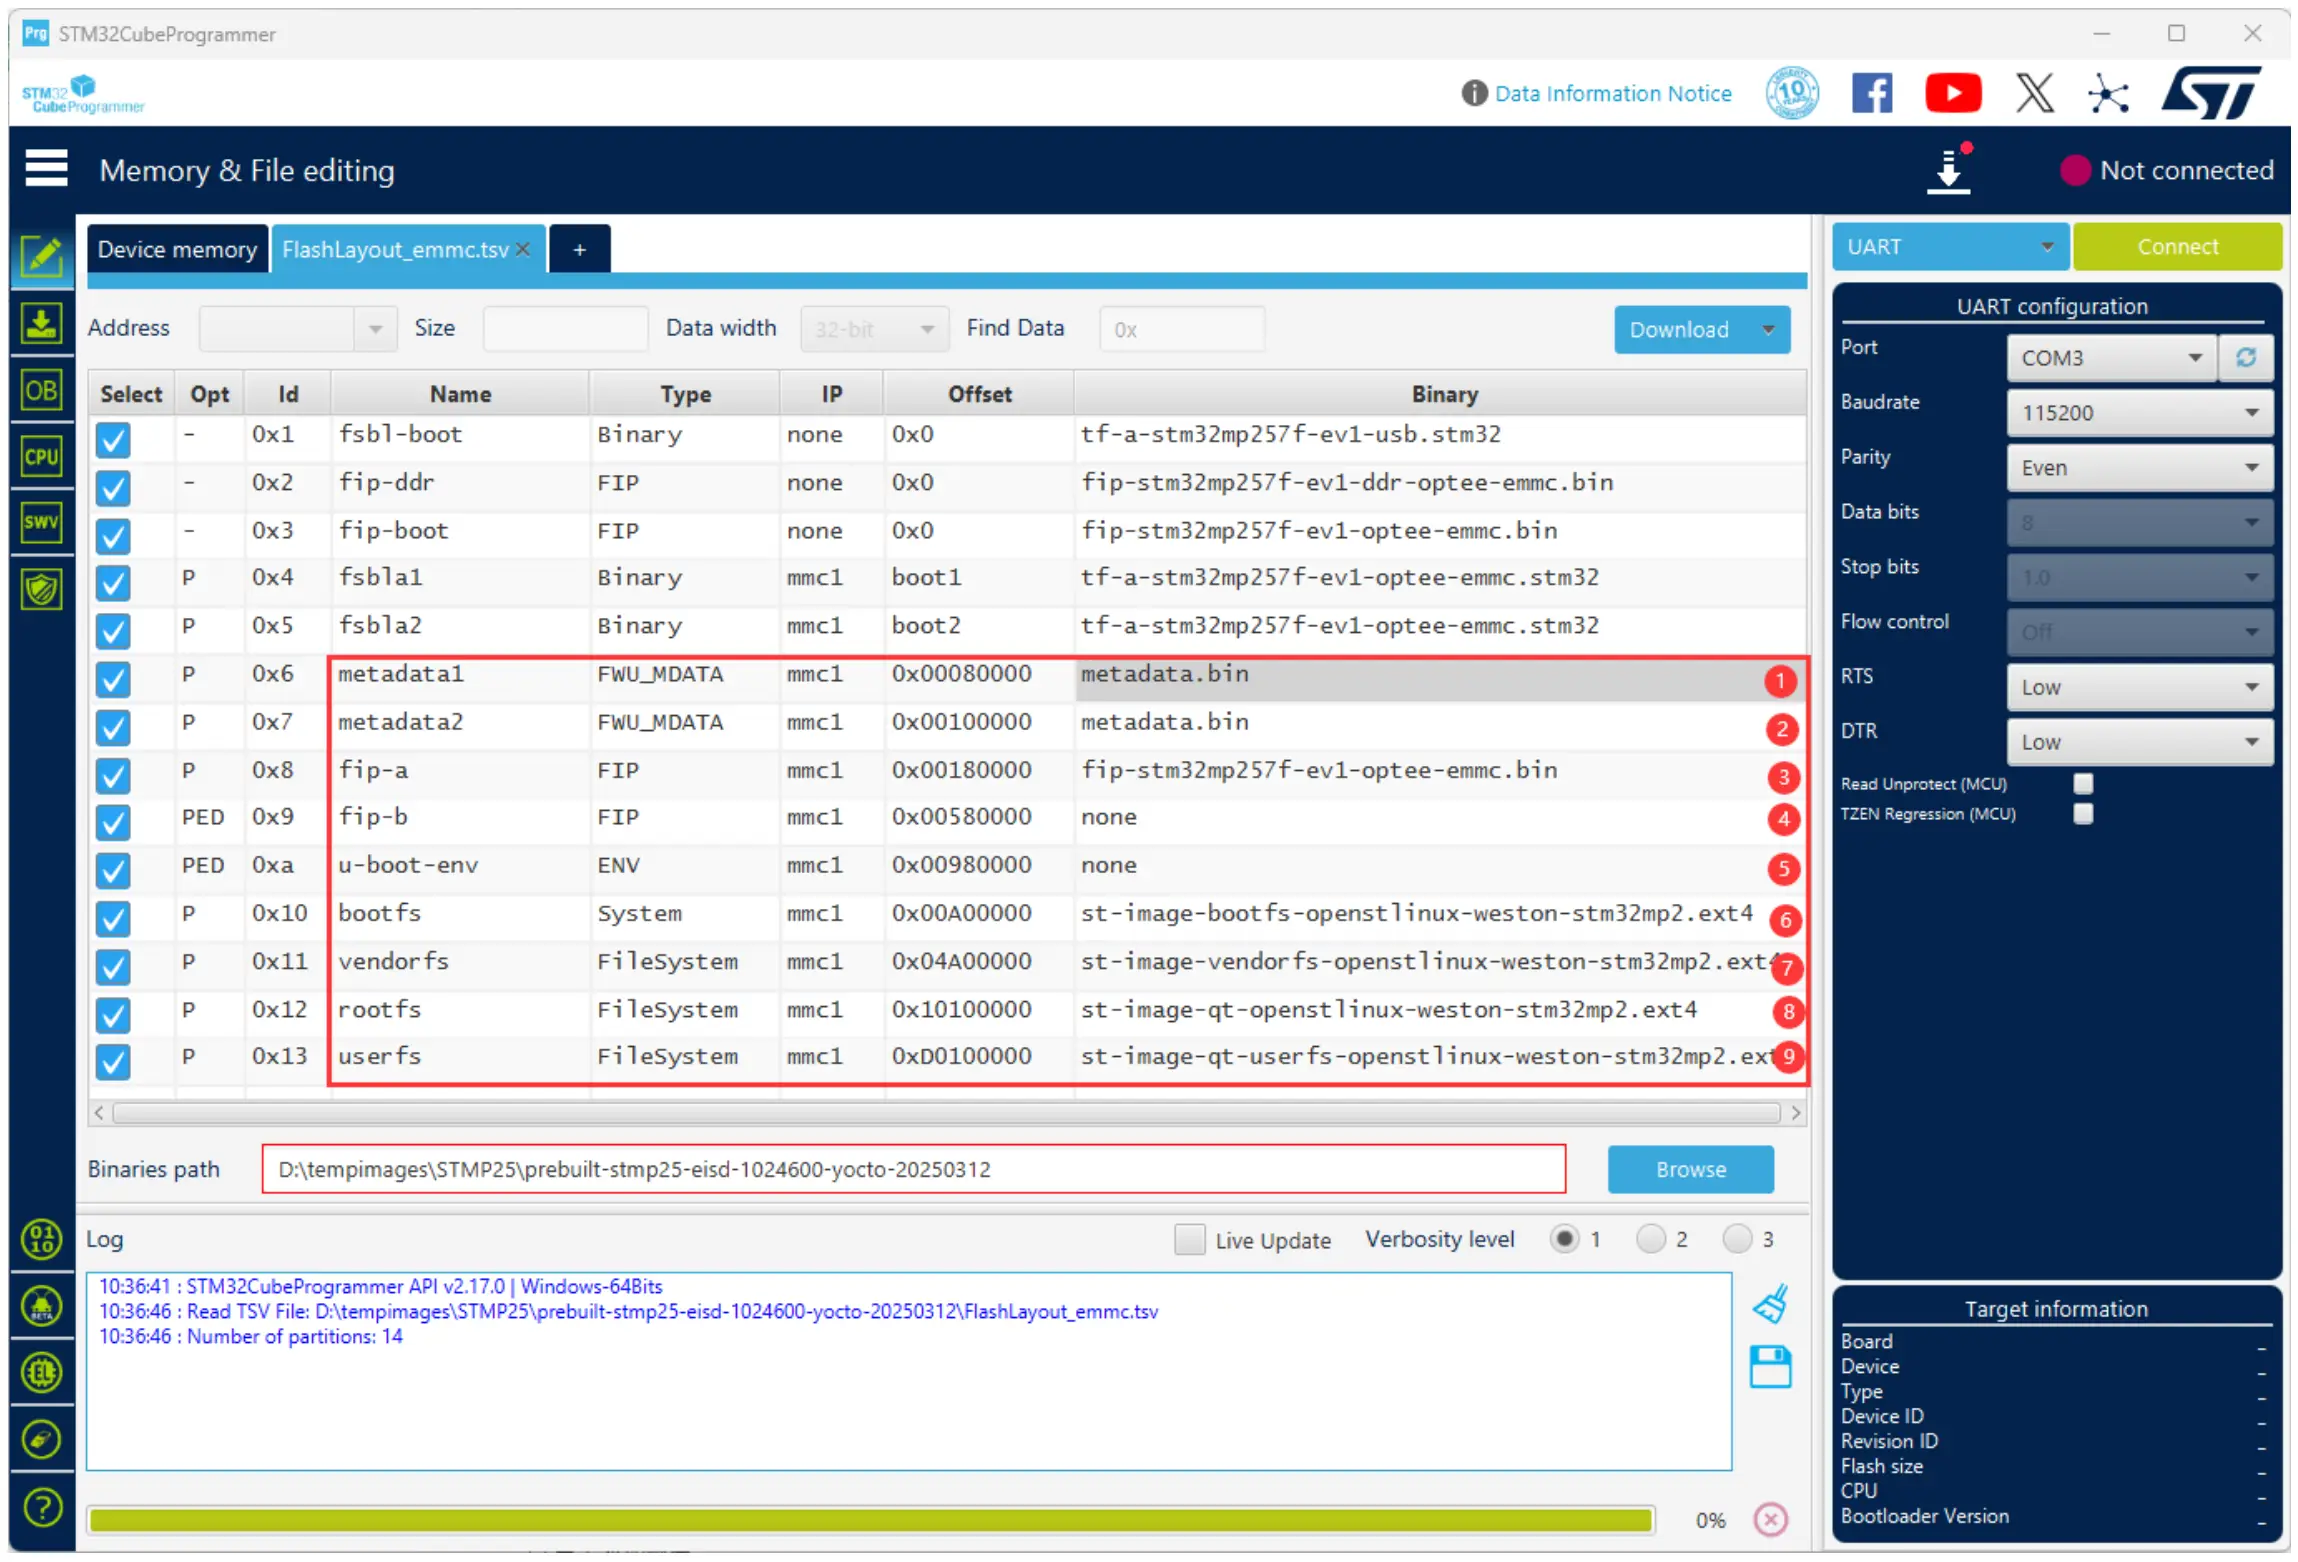 Prg STM32CubeProgrammer
STM32
CubeProgrammer
Data Information Notice
10
Memory & File editing
Not connected
Device memory FlashLayout_emmc.tsv +
UART Connect
Address Size Data width 32-bit Find Data 0x Download
Select Opt Id Name Type IP Offset Binary
- 0x1 fsbl-boot Binary none 0x0 tf-a-stm32mp257f-ev1-usb.stm32
- 0x2 fip-ddr FIP none 0x0 fip-stm32mp257f-ev1-ddr-optee-emmc.bin
- 0x3 fip-boot FIP none 0x0 fip-stm32mp257f-ev1-optee-emmc.bin
P 0x4 fsbla1 Binary mmc1 boot1 tf-a-stm32mp257f-ev1-optee-emmc.stm32
P 0x5 fsbla2 Binary mmc1 boot2 tf-a-stm32mp257f-ev1-optee-emmc.stm32
P 0x6 metadata1 FWU_MDATA mmc1 0x00080000 metadata.bin 1
P 0x7 metadata2 FWU_MDATA mmc1 0x00100000 metadata.bin 2
P 0x8 fip-a FIP mmc1 0x00180000 fip-stm32mp257f-ev1-optee-emmc.bin 3
PED 0x9 fip-b FIP mmc1 0x00580000 none 4
PED 0xa u-boot-env ENV mmc1 0x00980000 none 5
P 0x10 bootfs System mmc1 0x00A00000 st-image-bootfs-openstlinux-weston-stm32mp2.ext4 6
P 0x11 vendorfs FileSystem mmc1 0x04A00000 st-image-vendorfs-openstlinux-weston-stm32mp2.ext4 7
P 0x12 rootfs FileSystem mmc1 0x10100000 st-image-qt-openstlinux-weston-stm32mp2.ext4 8
P 0x13 userfs FileSystem mmc1 0xD0100000 st-image-qt-userfs-openstlinux-weston-stm32mp2.ext 9
Binaries path D:\tempimages\STMP25\prebuilt-stmp25-eisd-1024600-yocto-20250312 Browse
Log Live Update Verbosity level 1 2 3
10:36:41 : STM32CubeProgrammer API v2.17.0 | Windows-64Bits
10:36:46 : Read TSV File: D:\tempimages\STMP25\prebuilt-stmp25-eisd-1024600-yocto-20250312\FlashLayout_emmc.tsv
10:36:46 : Number of partitions: 14
0%
OB
CPU
SWV
01
10
BETA
EL
?
UART configuration
Port COM3
Baudrate 115200
Parity Even
Data bits 8
Stop bits 1.0
Flow control Off
RTS Low
DTR Low
Read Unprotect (MCU)
TZEN Regression (MCU)
Target information
Board -
Device -
Type -
Device ID -
Revision ID -
Flash size -
CPU -
Bootloader Version -